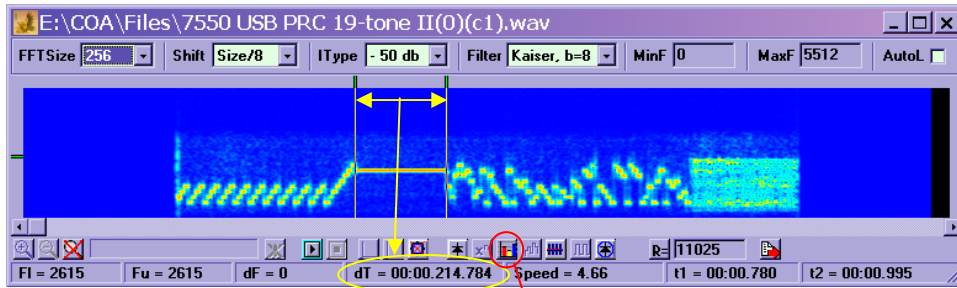 E:\COA\Files\7550 USB PRC 19-tone II(0)(c1).wav
FFTSize 256 Shift Size/8 IType - 50 db Filter Kaiser, b=8 MinF 0 MaxF 5512 AutoL
R= 11025
Fl = 2615 Fu = 2615 dF = 0 dT = 00:00.214.784 Speed = 4.66 t1 = 00:00.780 t2 = 00:00.995